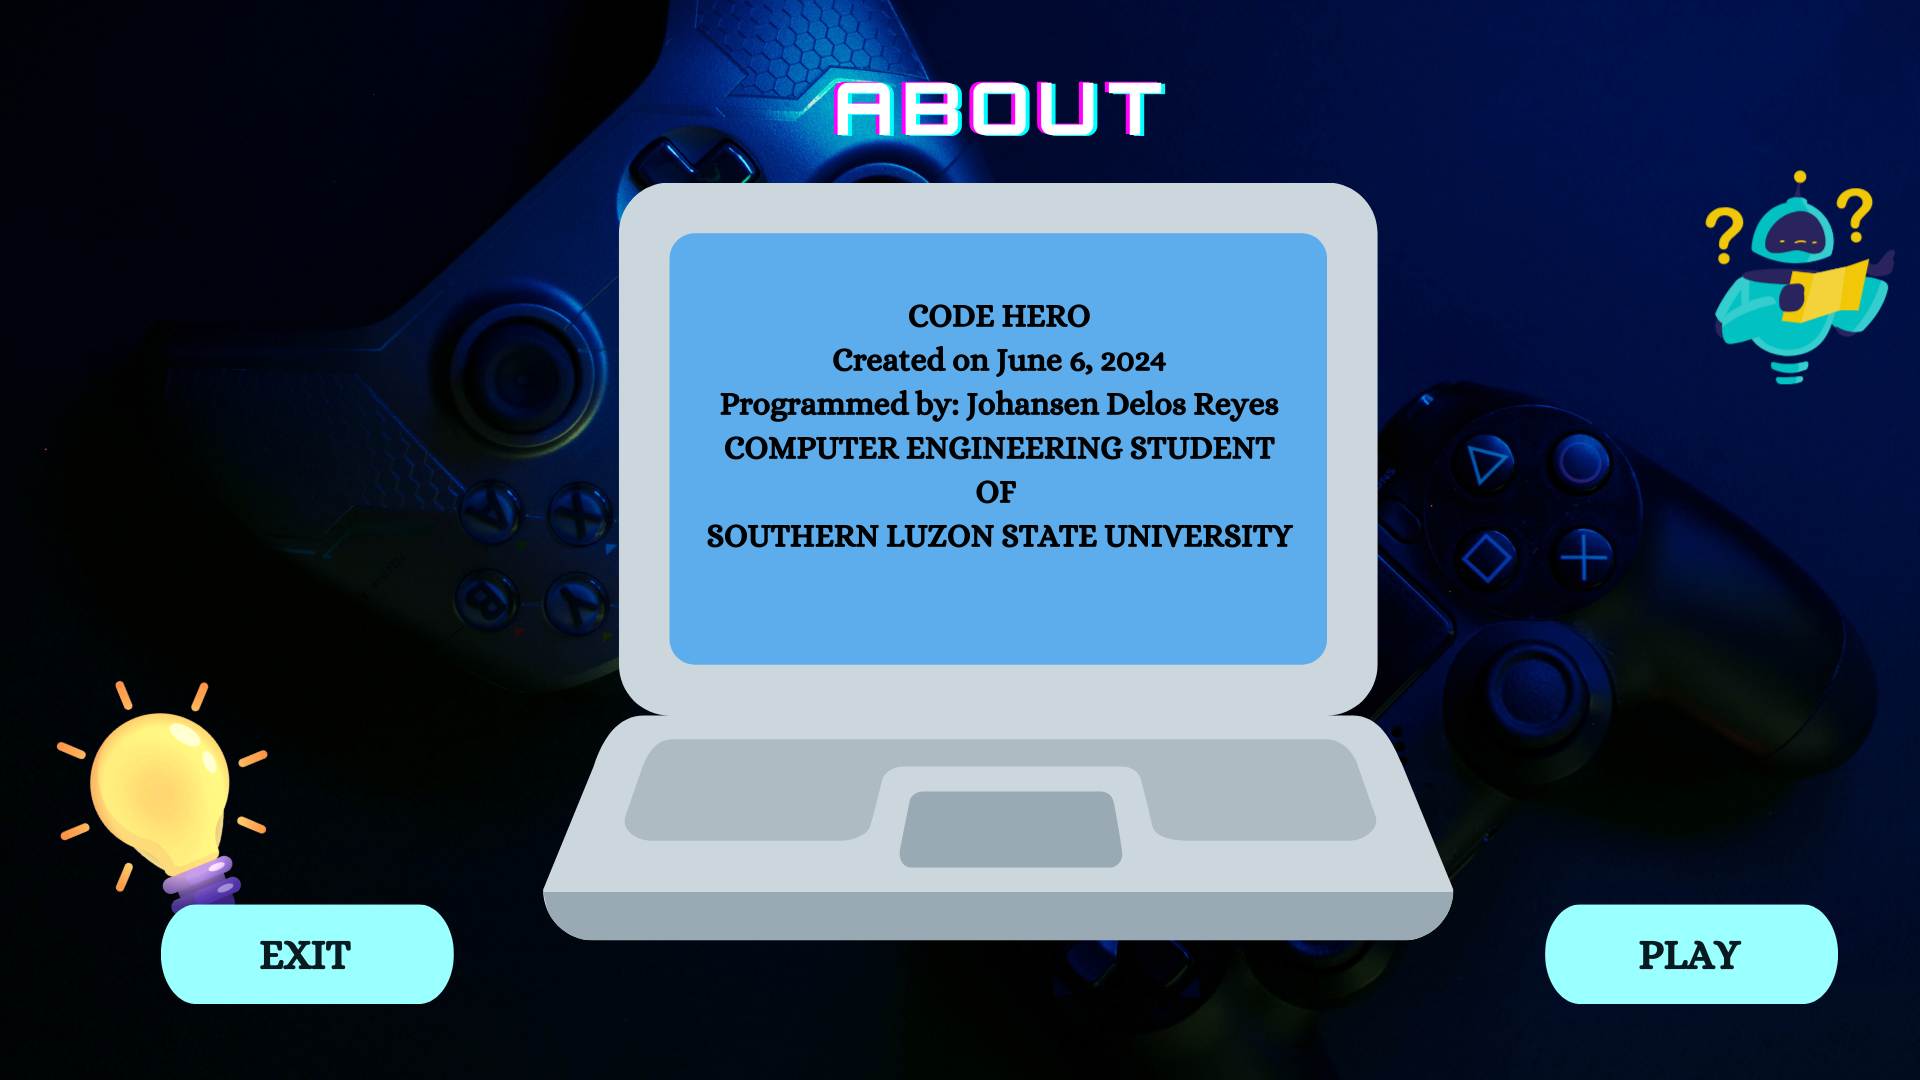 ABOUT
CODE HERO
Created on June 6, 2024
Programmed by: Johansen Delos Reyes
COMPUTER ENGINEERING STUDENT
OF
SOUTHERN LUZON STATE UNIVERSITY
? ?
A X
B Y
EXIT
PLAY